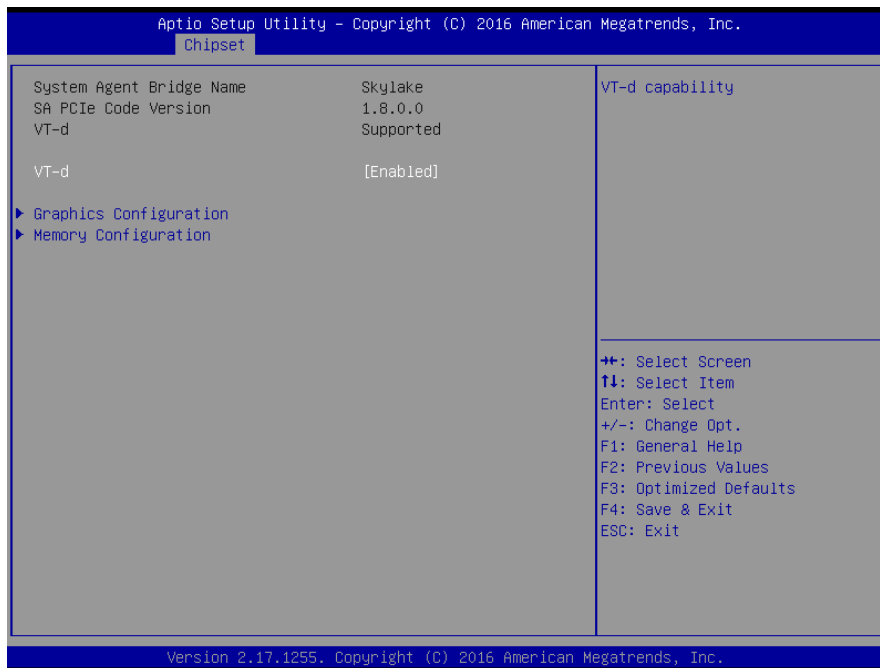 Aptio Setup Utility – Copyright (C) 2016 American Megatrends, Inc.
Chipset
System Agent Bridge Name Skylake
SA PCIe Code Version 1.8.0.0
VT-d Supported
VT-d [Enabled]
Graphics Configuration
Memory Configuration
VT-d capability
→←: Select Screen
↑↓: Select Item
Enter: Select
+/-: Change Opt.
F1: General Help
F2: Previous Values
F3: Optimized Defaults
F4: Save & Exit
ESC: Exit
Version 2.17.1255. Copyright (C) 2016 American Megatrends, Inc.